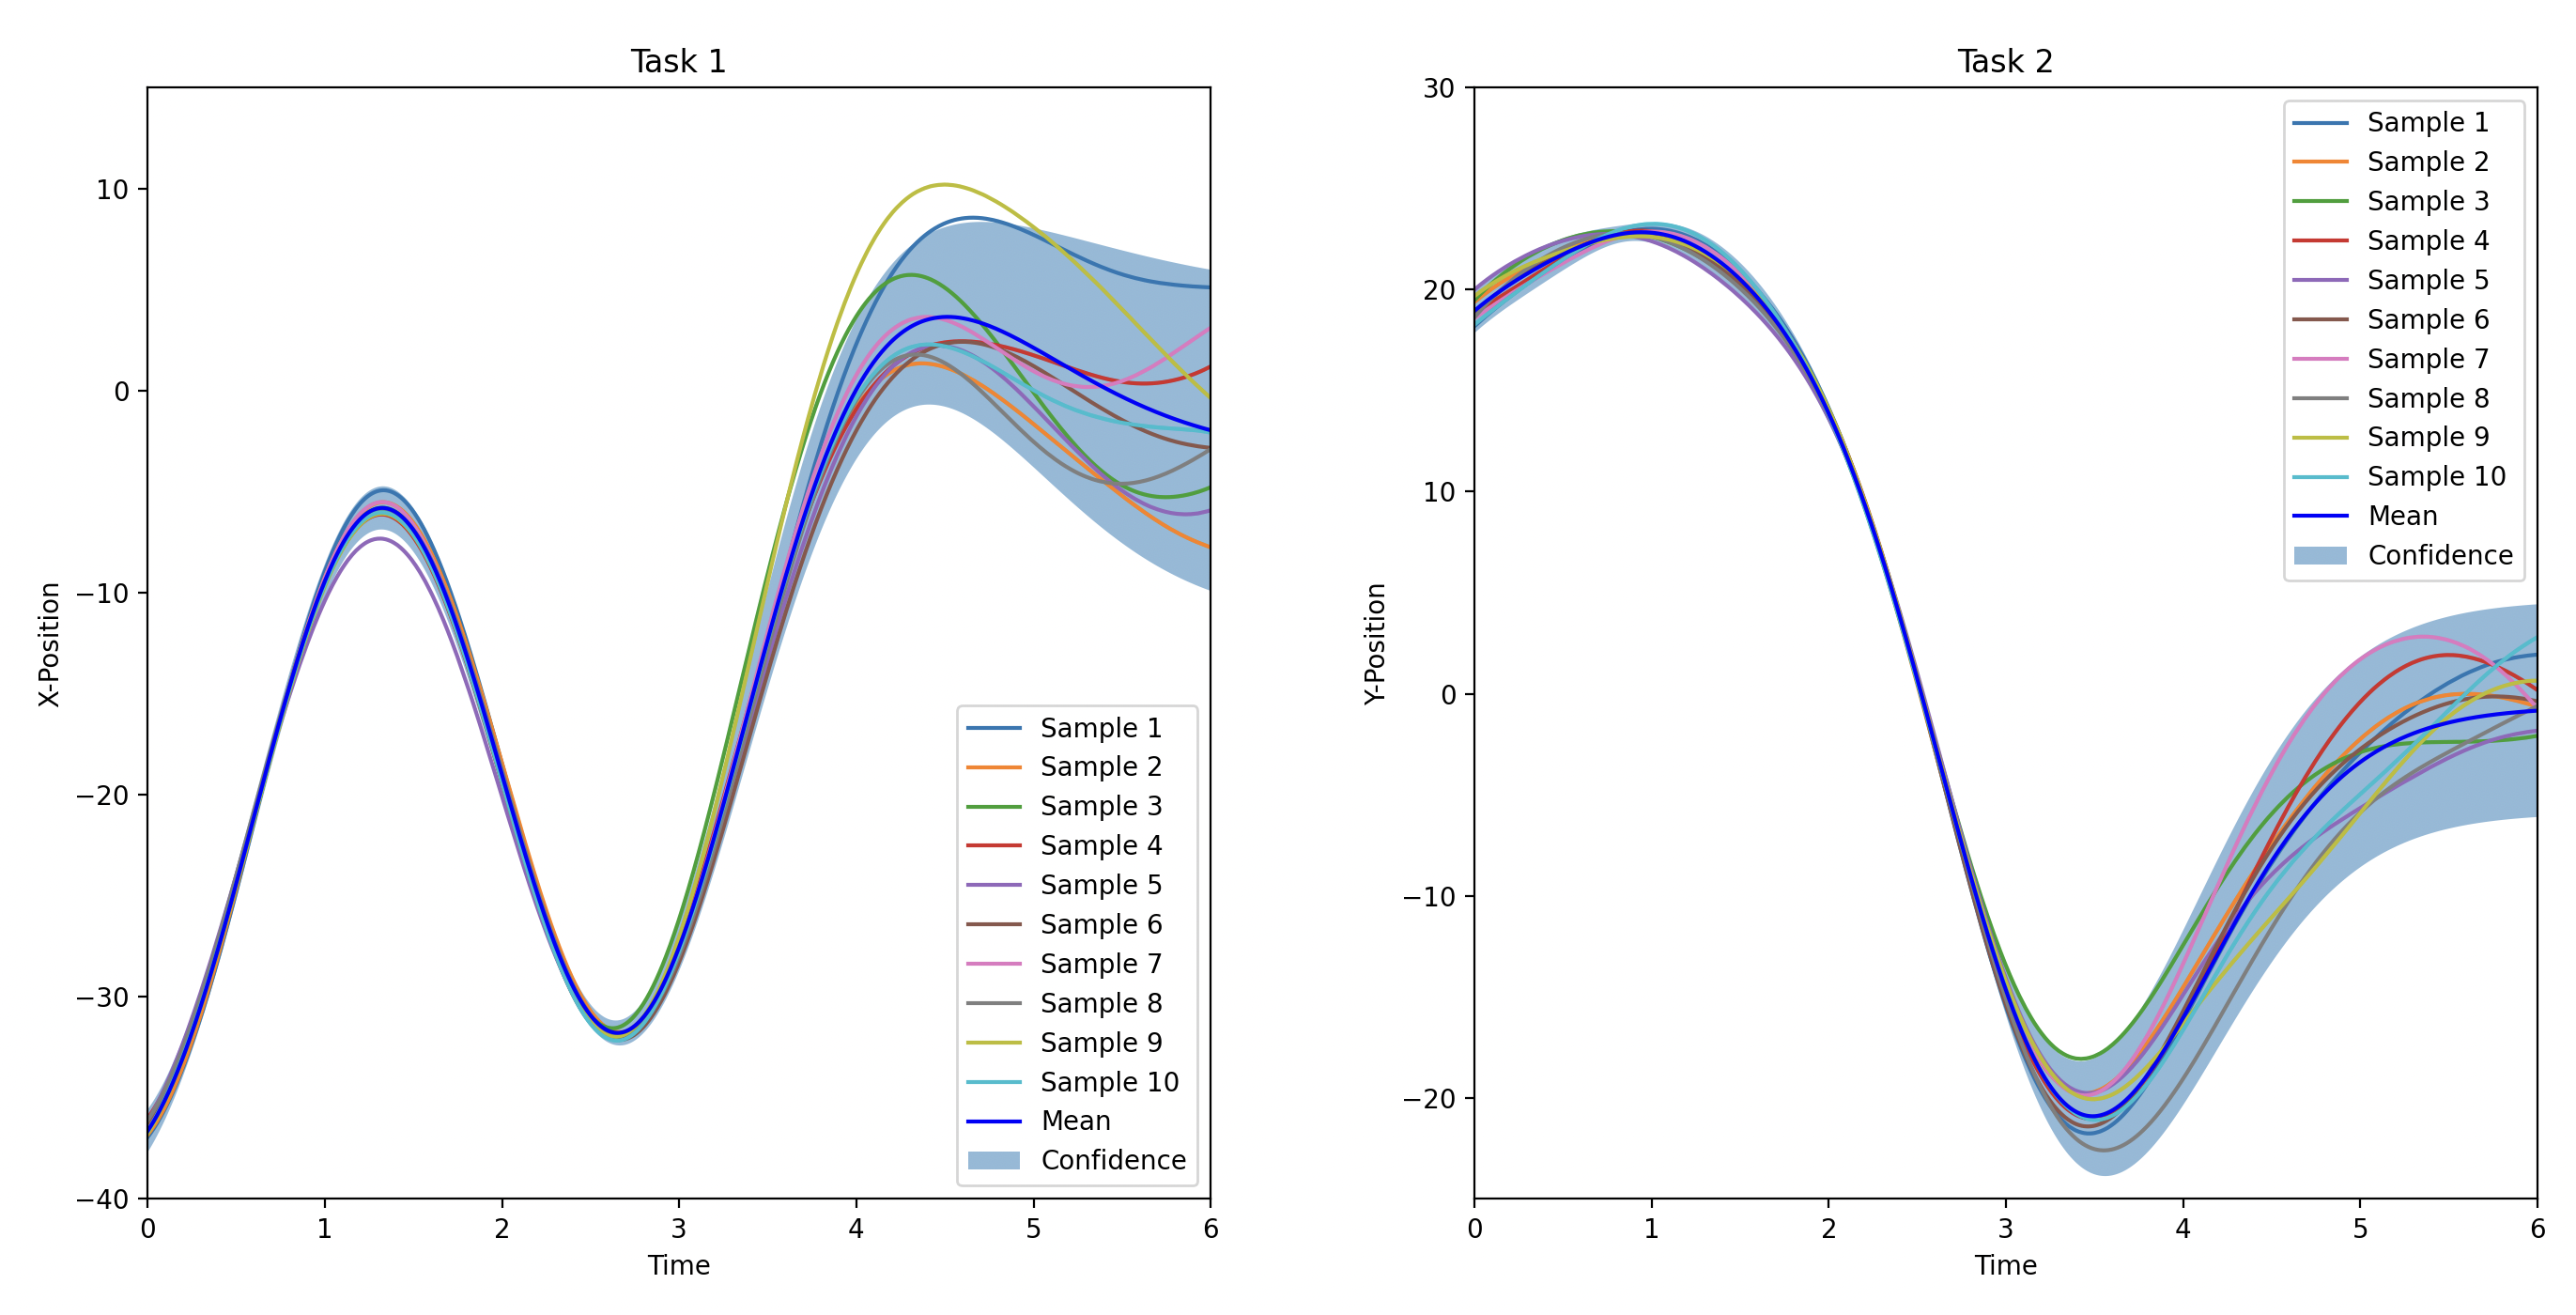 Task 1
X-Position
10
0
−10
−20
−30
−40
0 1 2 3 4 5 6
Time
Sample 1
Sample 2
Sample 3
Sample 4
Sample 5
Sample 6
Sample 7
Sample 8
Sample 9
Sample 10
Mean
Confidence
Task 2
Y-Position
30
20
10
0
−10
−20
0 1 2 3 4 5 6
Time
Sample 1
Sample 2
Sample 3
Sample 4
Sample 5
Sample 6
Sample 7
Sample 8
Sample 9
Sample 10
Mean
Confidence